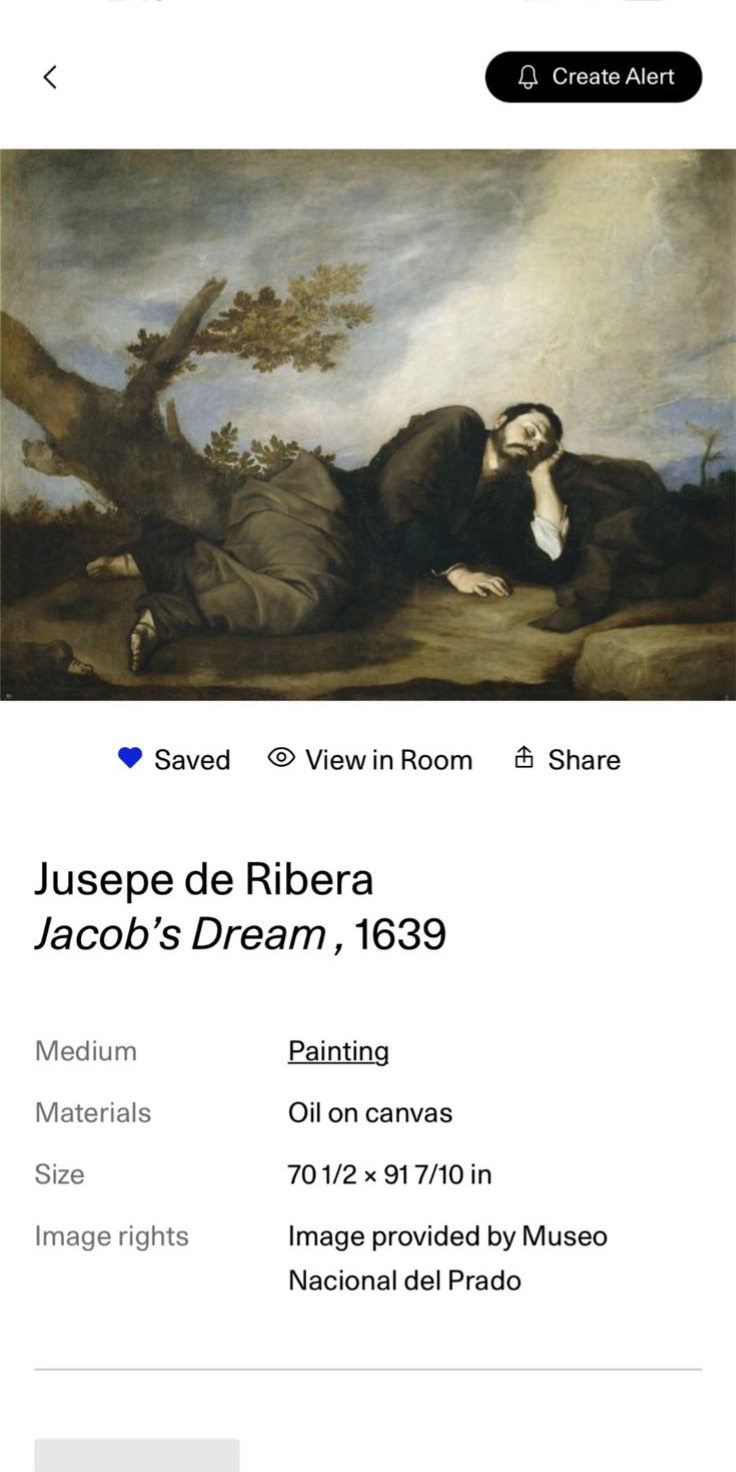 Create Alert
Saved View in Room Share
Jusepe de Ribera
Jacob’s Dream , 1639
Medium Painting
Materials Oil on canvas
Size 70 1/2 × 91 7/10 in
Image rights Image provided by Museo
Nacional del Prado